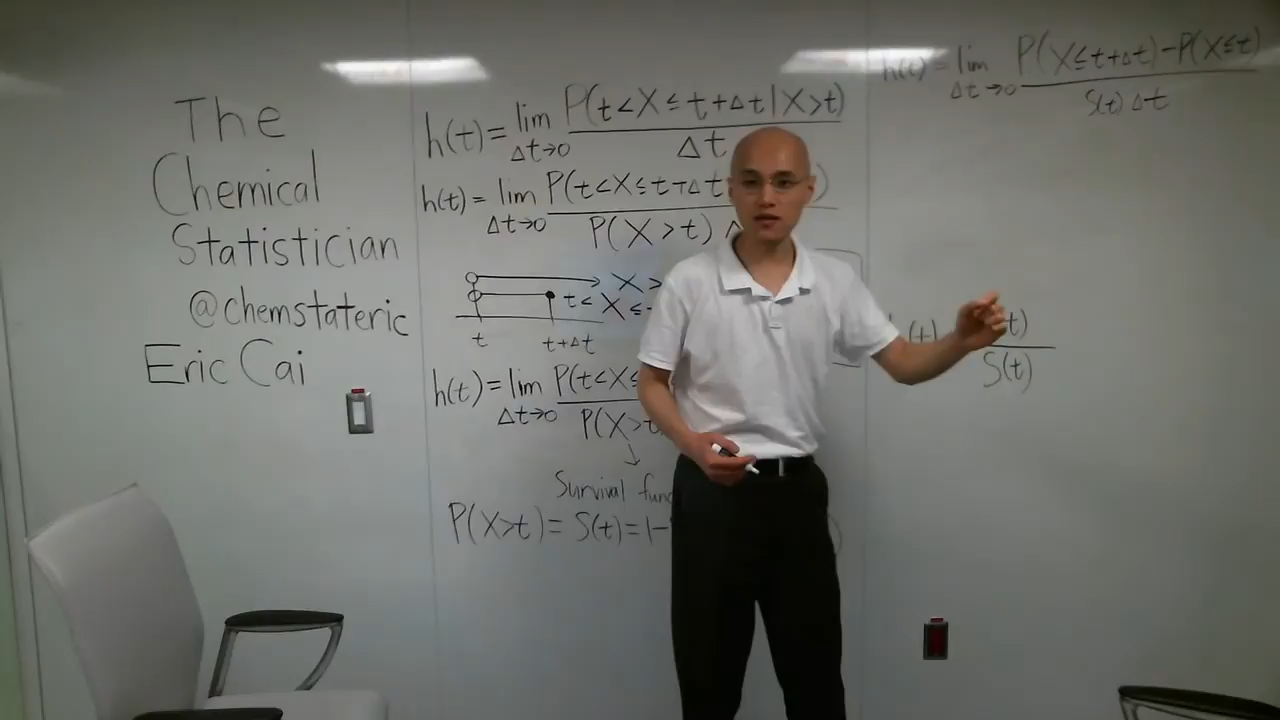 The
Chemical
Statistician
@chemstateric
Eric Cai
h(t) = lim Δt→0 P(t<X≤t+Δt|X>t) / Δt
h(t) = lim Δt→0 P(t<X≤t+Δt ) / P(X>t)
X >
t < X ≤
t t+Δt
h(t) = lim Δt→0 P(t<X≤ / P(X>t
Survival
P(X>t) = S(t) = 1-
h(t) = lim Δt→0 P(X≤t+Δt)-P(X≤t) / S(t) Δt
(t) t) / S(t)